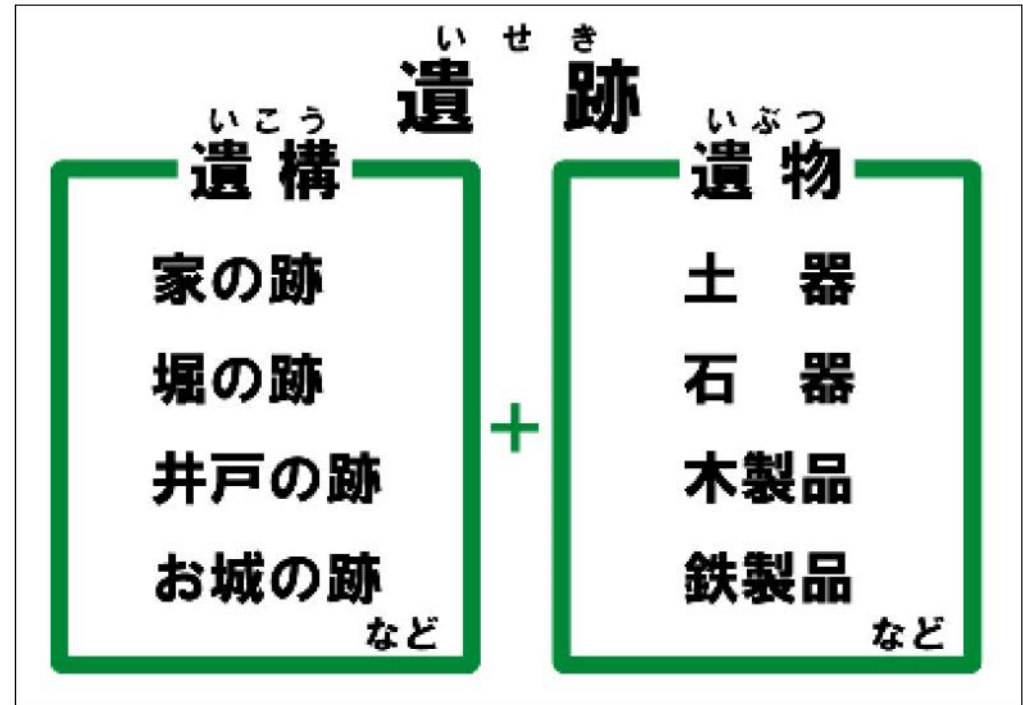 いせき
遺跡
いこう
遺構
家の跡
堀の跡
井戸の跡
お城の跡
など
+
いぶつ
遺物
土器
石器
木製品
鉄製品
など